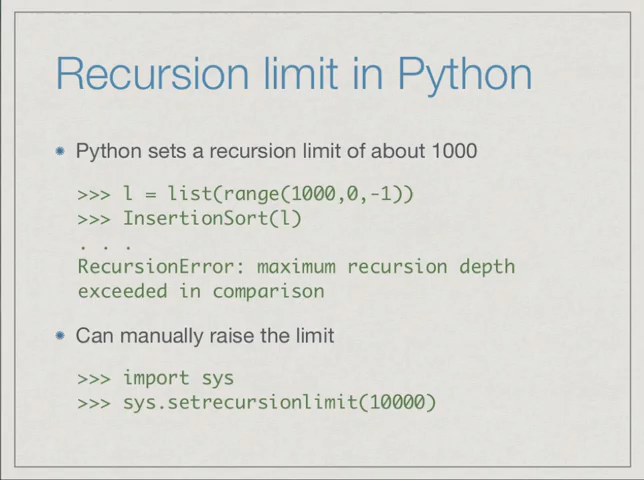 Recursion limit in Python
Python sets a recursion limit of about 1000
>>> l = list(range(1000,0,-1))
>>> InsertionSort(l)
. . .
RecursionError: maximum recursion depth
exceeded in comparison
Can manually raise the limit
>>> import sys
>>> sys.setrecursionlimit(10000)